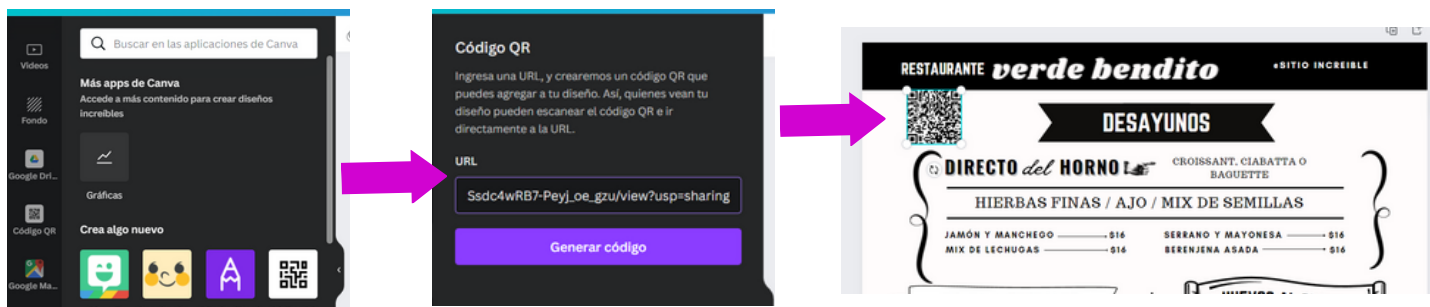 Videos
Fondo
Google Dri...
Código QR
Google Ma...
Buscar en las aplicaciones de Canva
Más apps de Canva
Accede a más contenido para crear diseños
increíbles
Gráficas
Crea algo nuevo
Código QR
Ingresa una URL, y crearemos un código QR que
puedes agregar a tu diseño. Así, quienes vean tu
diseño pueden escanear el código QR e ir
directamente a la URL.
URL
Ssdc4wRB7-Peyj_oe_gzu/view?usp=sharing
Generar código
RESTAURANTE verde bendito eSITIO INCREIBLE
DESAYUNOS
DIRECTO del HORNO
CROISSANT. CIABATTA O
BAGUETTE
HIERBAS FINAS / AJO / MIX DE SEMILLAS
JAMÓN Y MANCHEGO $16
MIX DE LECHUGAS $16
SERRANO Y MAYONESA $16
BERENJENA ASADA $16